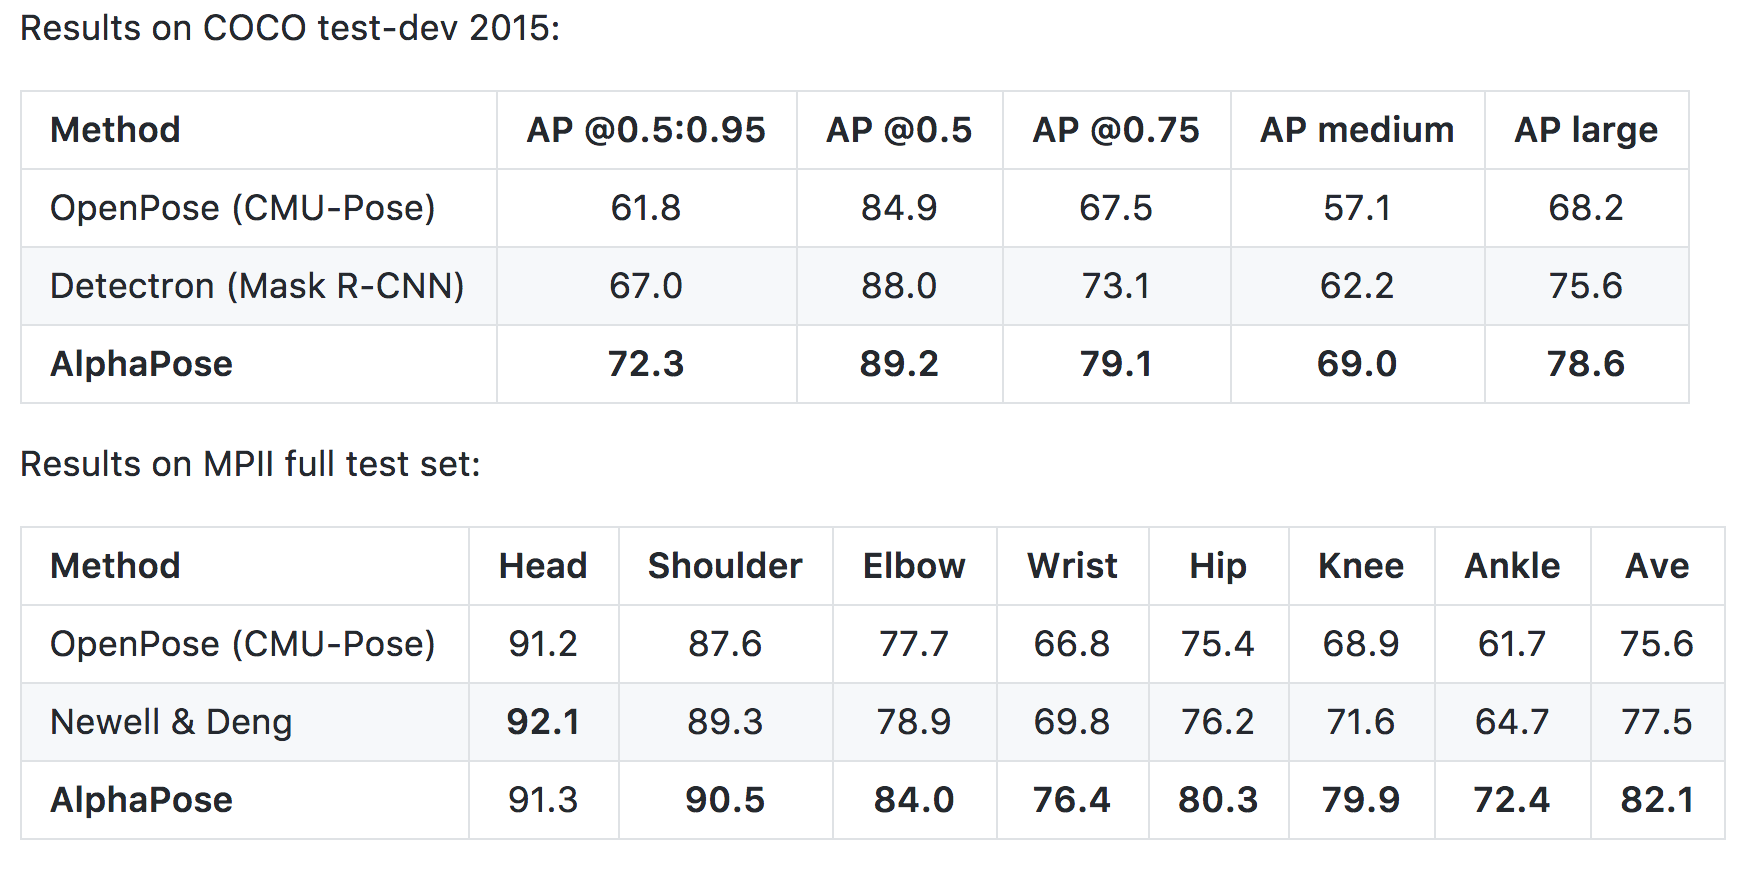 Results on COCO test-dev 2015:
Method AP @0.5:0.95 AP @0.5 AP @0.75 AP medium AP large
OpenPose (CMU-Pose) 61.8 84.9 67.5 57.1 68.2
Detectron (Mask R-CNN) 67.0 88.0 73.1 62.2 75.6
AlphaPose 72.3 89.2 79.1 69.0 78.6
Results on MPII full test set:
Method Head Shoulder Elbow Wrist Hip Knee Ankle Ave
OpenPose (CMU-Pose) 91.2 87.6 77.7 66.8 75.4 68.9 61.7 75.6
Newell & Deng 92.1 89.3 78.9 69.8 76.2 71.6 64.7 77.5
AlphaPose 91.3 90.5 84.0 76.4 80.3 79.9 72.4 82.1